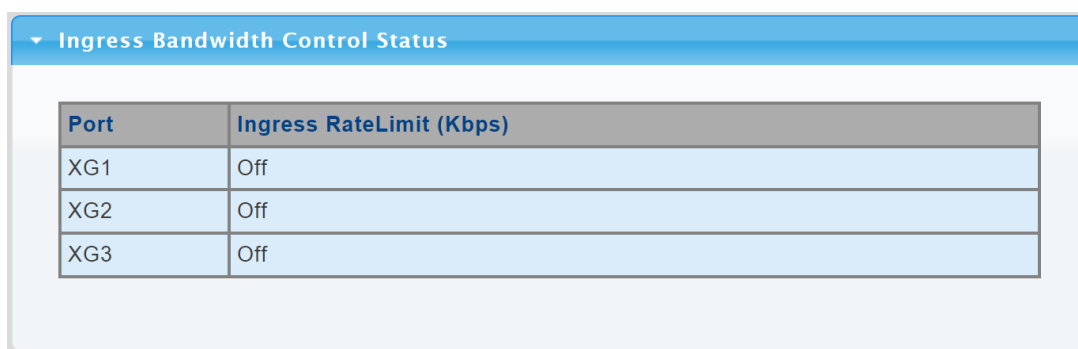 Ingress Bandwidth Control Status
Port Ingress RateLimit (Kbps)
XG1 Off
XG2 Off
XG3 Off